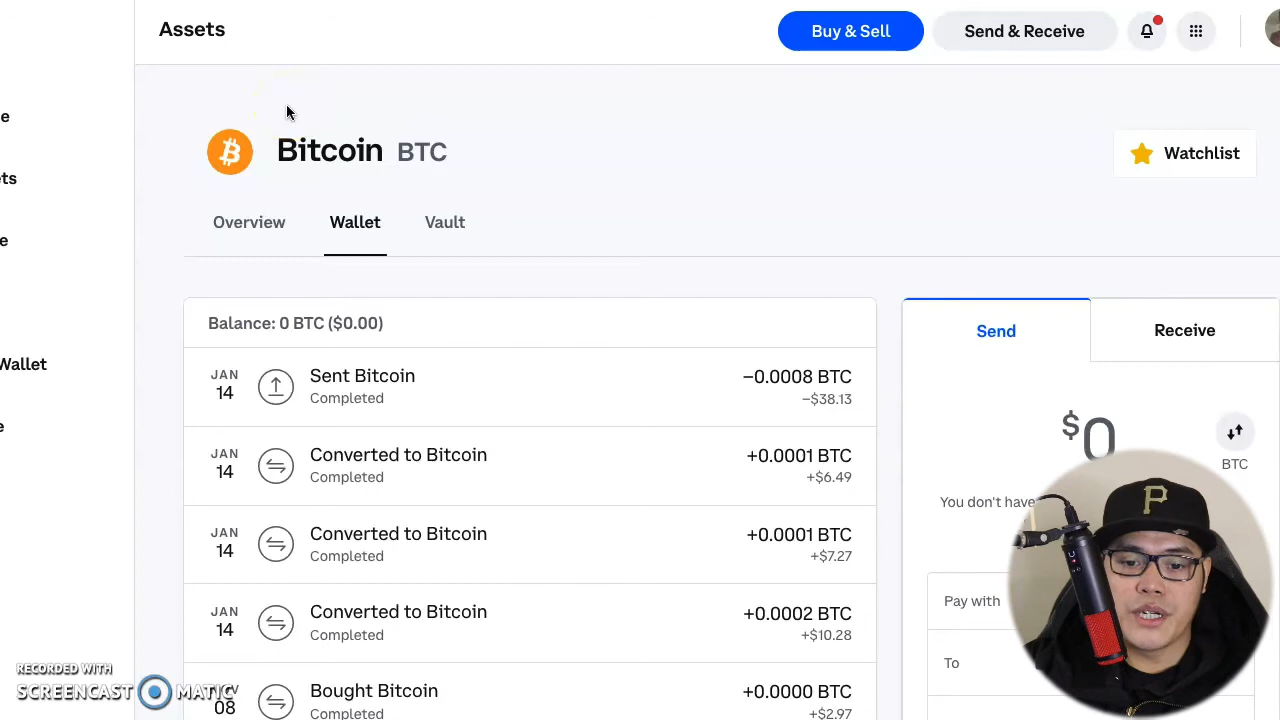 Assets
Buy & Sell
Send & Receive
e
Bitcoin BTC
Watchlist
ts
Overview
Wallet
Vault
e
Balance: 0 BTC ($0.00)
Send
Receive
Wallet
JAN
14
Sent Bitcoin
Completed
−0.0008 BTC
−$38.13
e
$0
BTC
JAN
14
Converted to Bitcoin
Completed
+0.0001 BTC
+$6.49
You don't have
JAN
14
Converted to Bitcoin
Completed
+0.0001 BTC
+$7.27
JAN
14
Converted to Bitcoin
Completed
+0.0002 BTC
+$10.28
Pay with
To
08
Bought Bitcoin
Completed
+0.0000 BTC
+$2.97
P
RECORDED WITH
SCREENCAST MATIC